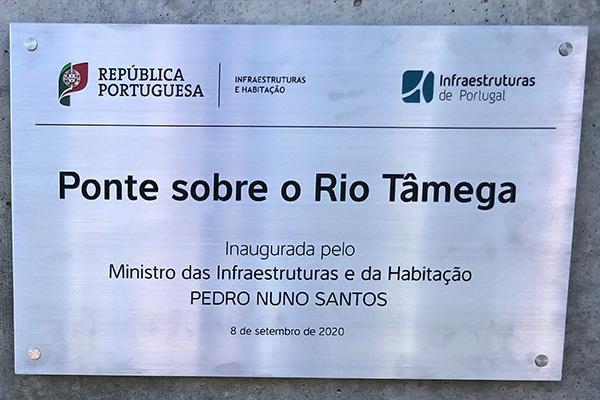 REPÚBLICA
PORTUGUESA
INFRAESTRUTURAS
E HABITAÇÃO
Infraestruturas
de Portugal
Ponte sobre o Rio Tâmega
Inaugurada pelo
Ministro das Infraestruturas e da Habitação
PEDRO NUNO SANTOS
8 de setembro de 2020